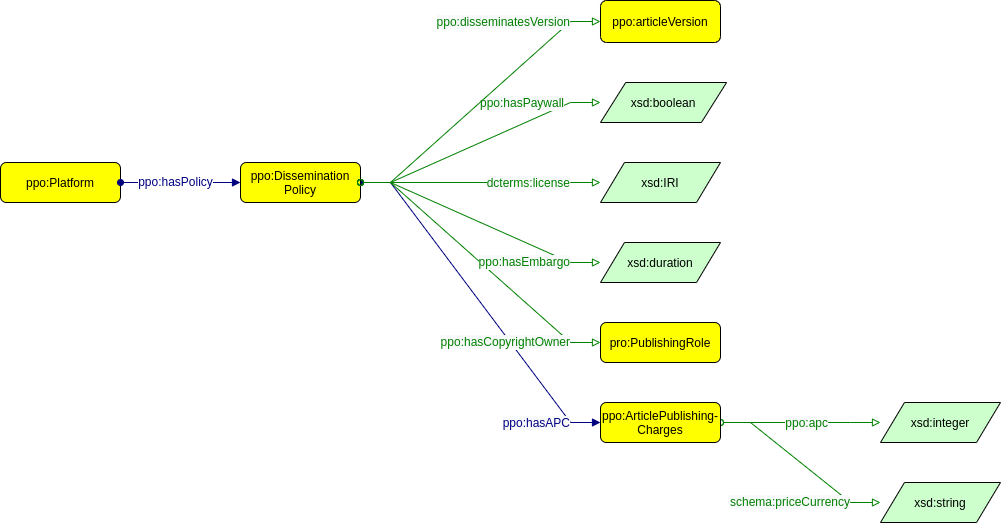 ppo:disseminatesVersion
ppo:articleVersion
ppo:hasPaywall
xsd:boolean
ppo:Platform
ppo:hasPolicy
ppo:Dissemination
Policy
dcterms:license
xsd:IRI
ppo:hasEmbargo
xsd:duration
ppo:hasCopyrightOwner
pro:PublishingRole
ppo:hasAPC
ppo:ArticlePublishing-
Charges
ppo:apc
xsd:integer
schema:priceCurrency
xsd:string